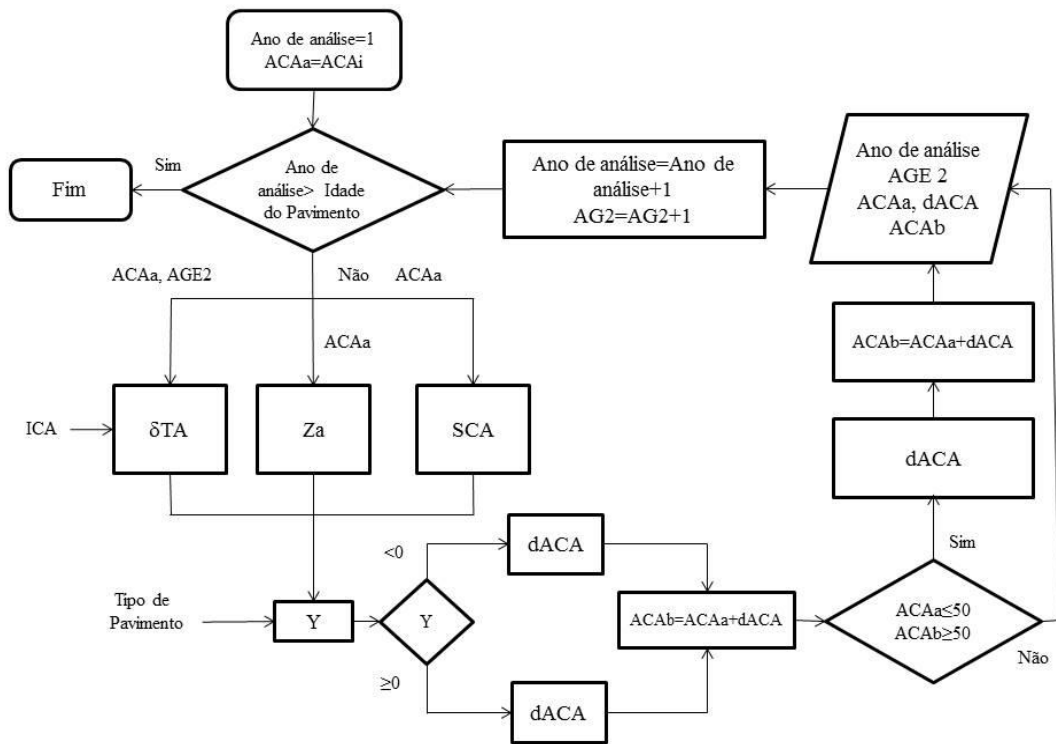 Ano de análise=1
ACAa=ACAi
Sim
Fim
Ano de
análise> Idade
do Pavimento
Ano de análise=Ano de
análise+1
AG2=AG2+1
Ano de análise
AGE 2
ACAa, dACA
ACAb
ACAa, AGE2
Não
ACAa
ACAa
ACAb=ACAa+dACA
ICA
δTA
Za
SCA
dACA
Sim
<0
dACA
Tipo de
Pavimento
Y
Y
ACAb=ACAa+dACA
ACAa≤50
ACAb≥50
Não
≥0
dACA